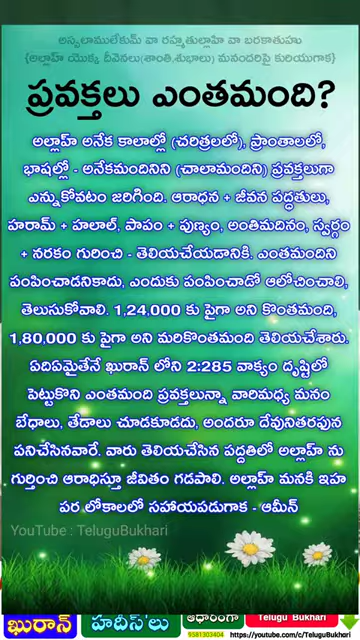 అస్సలాములేకుమ్ వా రహ్మతుల్లాహి వా బరకాతుహు
{అల్లాహ్ యొక్క దీవెనలు(శాంతి,శుభాలు) మనందరిపై కురియుగాక}
ప్రవక్తలు ఎంతమంది?
అల్లాహ్ అనేక కాలాల్లో (చరిత్రలలో), ప్రాంతాలలో,
భాషల్లో - అనేకమందినిని (చాలామందిని) ప్రవక్తలుగా
ఎన్నుకోవటం జరిగింది. ఆరాధన + జీవన పద్ధతులు,
హరామ్ + హలాల్, పాపం + పుణ్యం, అంతిమదినం, స్వర్గం
+ నరకం గురించి - తెలియచేయడానికి. ఎంతమందిని
పంపించాడనికాదు, ఎందుకు పంపించాడో ఆలోచించాలి,
తెలుసుకోవాలి. 1,24,000 కు పైగా అని కొంతమంది,
1,80,000 కు పైగా అని మరికొంతమంది తెలియచేశారు.
ఏదిఏమైతేనే ఖురాన్ లోని 2:285 వాక్యం దృష్టిలో
పెట్టుకొని ఎంతమంది ప్రవక్తలున్నా వారిమధ్య మనం
బేధాలు, తేడాలు చూడకూడదు, అందరూ దేవునితరపున
పనిచేసినవారే. వారు తెలియచేసిన పద్దతిలో అల్లాహ్ ను
గుర్తించి ఆరాధిస్తూ జీవితం గడపాలి. అల్లాహ్ మనకి ఇహ
పర లోకాలలో సహాయపడుగాక - ఆమీన్
YouTube : TeluguBukhari
ఖురాన్ హదీస్'లు ఆధారంగా Telugu Bukhari
9581303404 https://youtube.com/c/TeluguBukhari